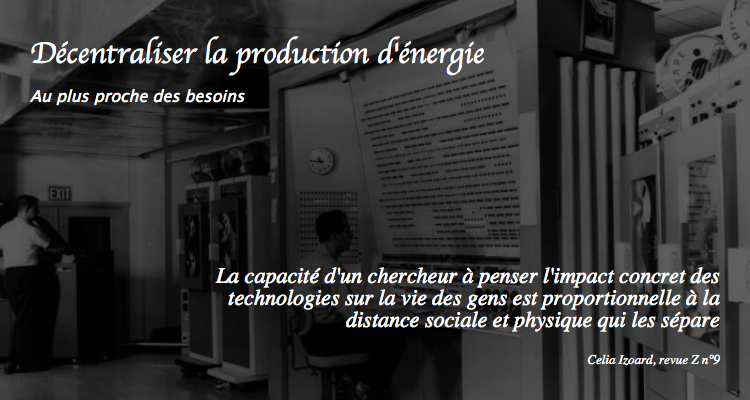 Décentraliser la production d'énergie
Au plus proche des besoins
EXIT
La capacité d'un chercheur à penser l'impact concret des
technologies sur la vie des gens est proportionnelle à la
distance sociale et physique qui les sépare
Celia Izoard, revue Z n°9